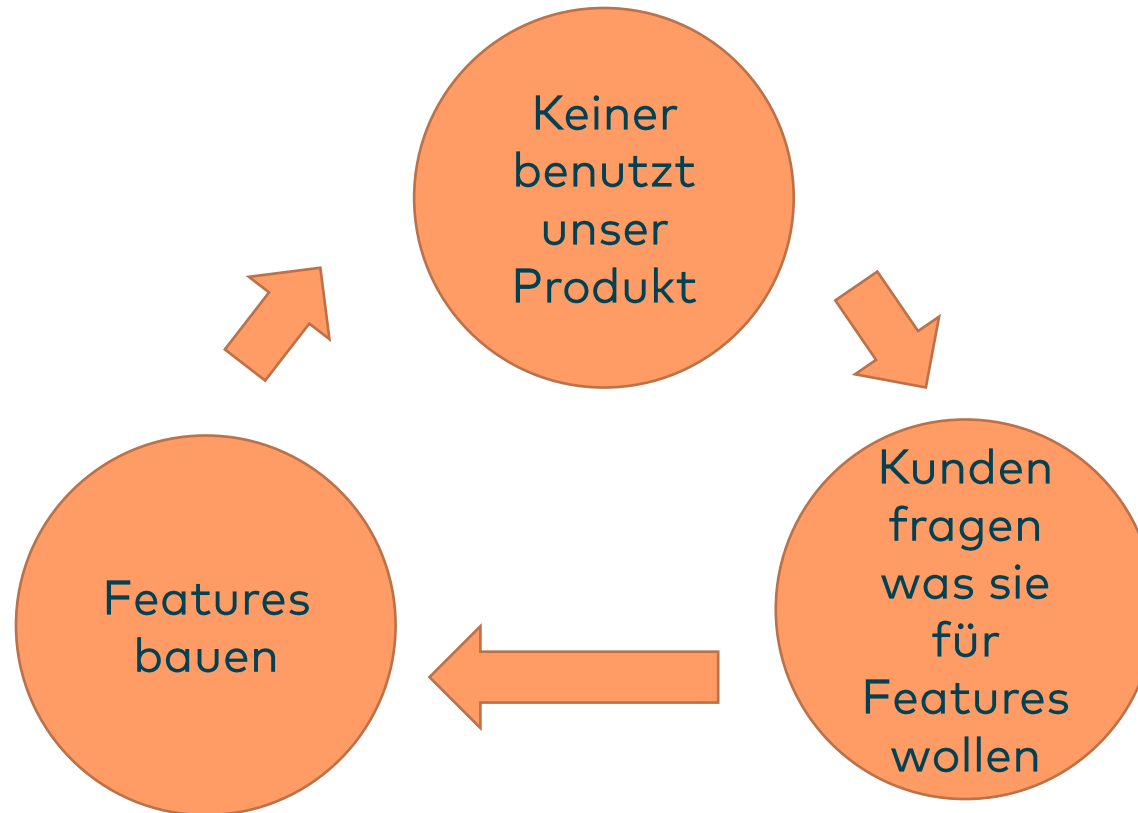 Keiner
benutzt
unser
Produkt
Kunden
fragen
was sie
für
Features
wollen
Features
bauen